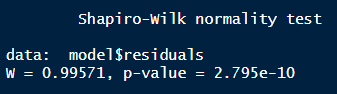 Shapiro-Wilk normality test
data: model$residuals
W = 0.99571, p-value = 2.795e-10